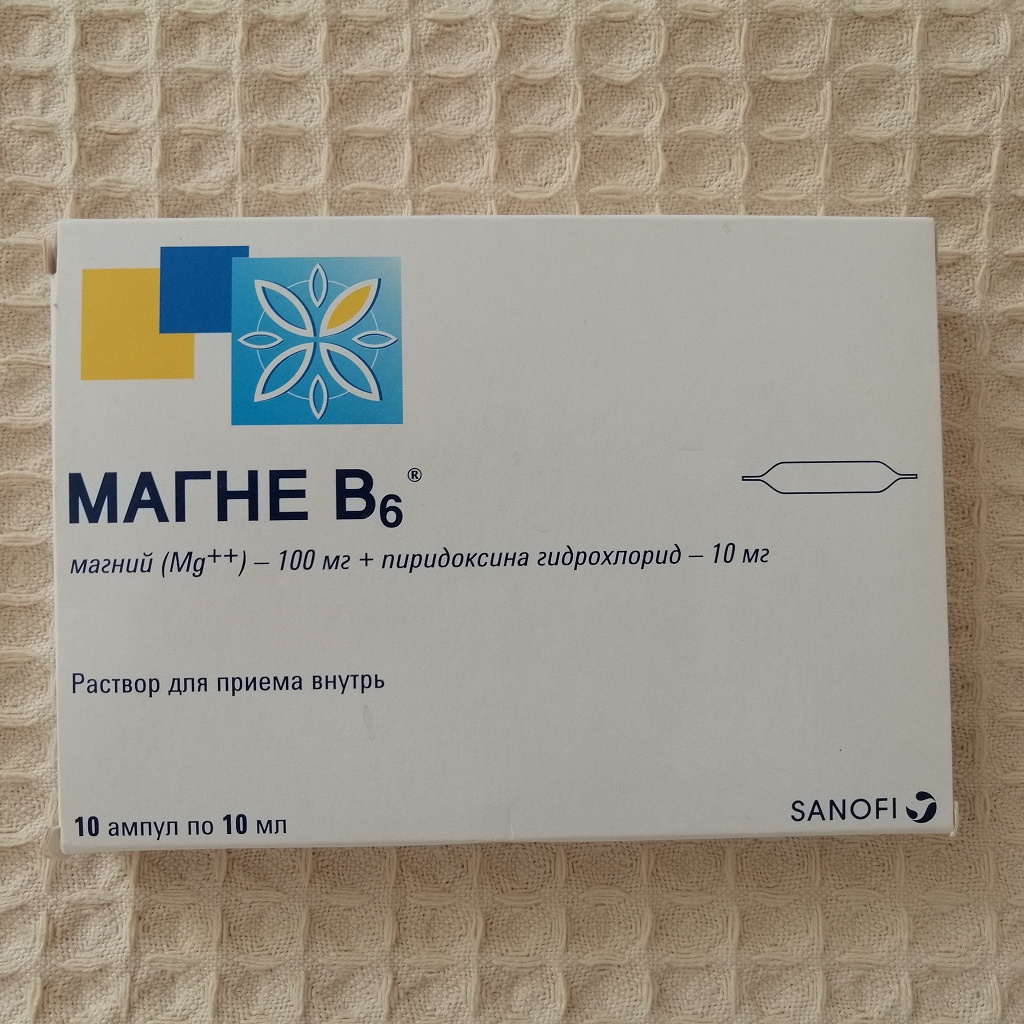 МАГНЕ В6®
магний (Mg++) – 100 мг + пиридоксина гидрохлорид – 10 мг
Раствор для приема внутрь
10 ампул по 10 мл
SANOFI